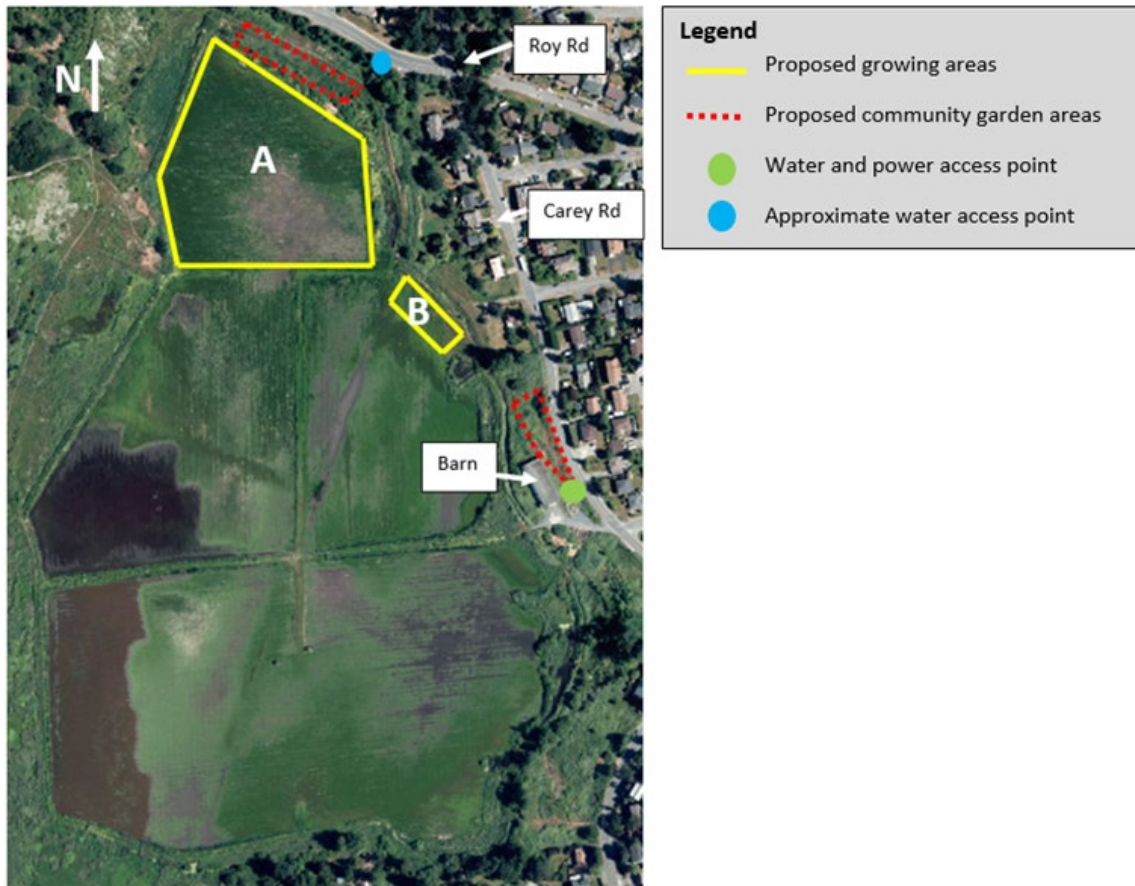 N
Roy Rd
A
Carey Rd
B
Barn
Legend
Proposed growing areas
Proposed community garden areas
Water and power access point
Approximate water access point